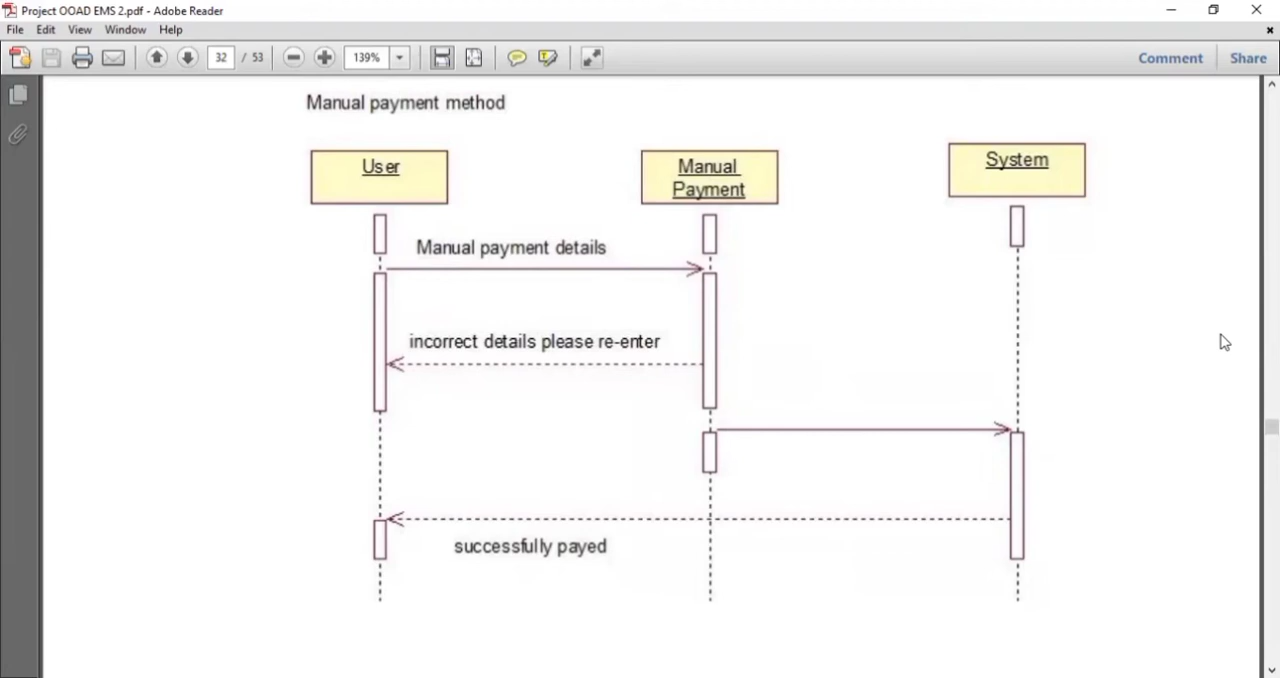 Project OOAD EMS 2.pdf - Adobe Reader
File Edit View Window Help
32 / 53 139% Comment Share
Manual payment method
User
Manual
Payment
System
Manual payment details
incorrect details please re-enter
successfully payed